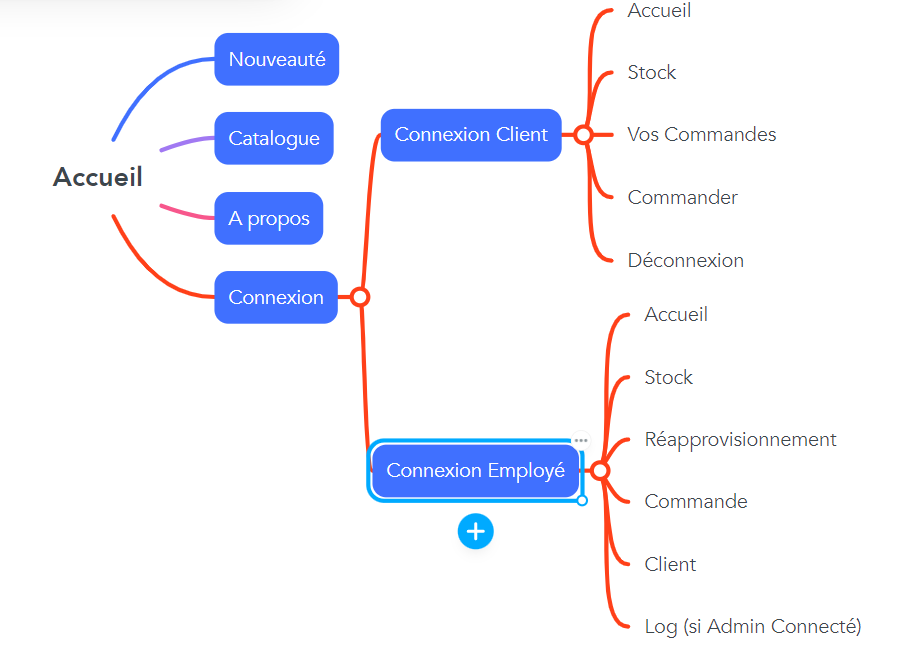 Accueil
Nouveauté
Catalogue
A propos
Connexion
Connexion Client
Accueil
Stock
Vos Commandes
Commander
Déconnexion
Connexion Employé
Accueil
Stock
Réapprovisionnement
Commande
Client
Log (si Admin Connecté)